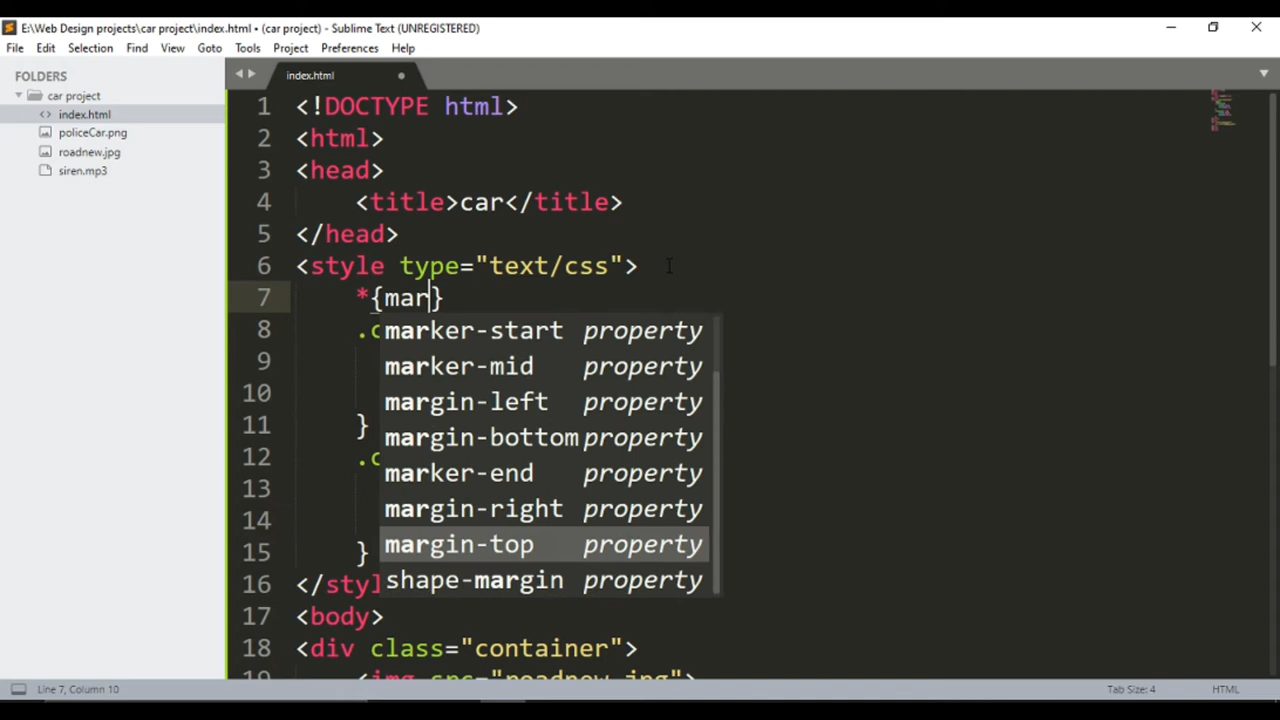 E:\Web Design projects\car project\index.html • (car project) - Sublime Text (UNREGISTERED)
File Edit Selection Find View Goto Tools Project Preferences Help
FOLDERS
car project
index.html
policeCar.png
roadnew.jpg
siren.mp3
index.html
1 <!DOCTYPE html>
2 <html>
3 <head>
4 <title>car</title>
5 </head>
6 <style type="text/css">
7 *{mar}
8 .c
marker-start property
9
marker-mid property
10
margin-left property
11 }
margin-bottom property
12 .c
marker-end property
13
margin-right property
14
margin-top property
15 }
shape-margin property
16 </styl
17 <body>
18 <div class="container">
19 <img src="roadnew.jpg">
Line 7, Column 10 Tab Size: 4 HTML